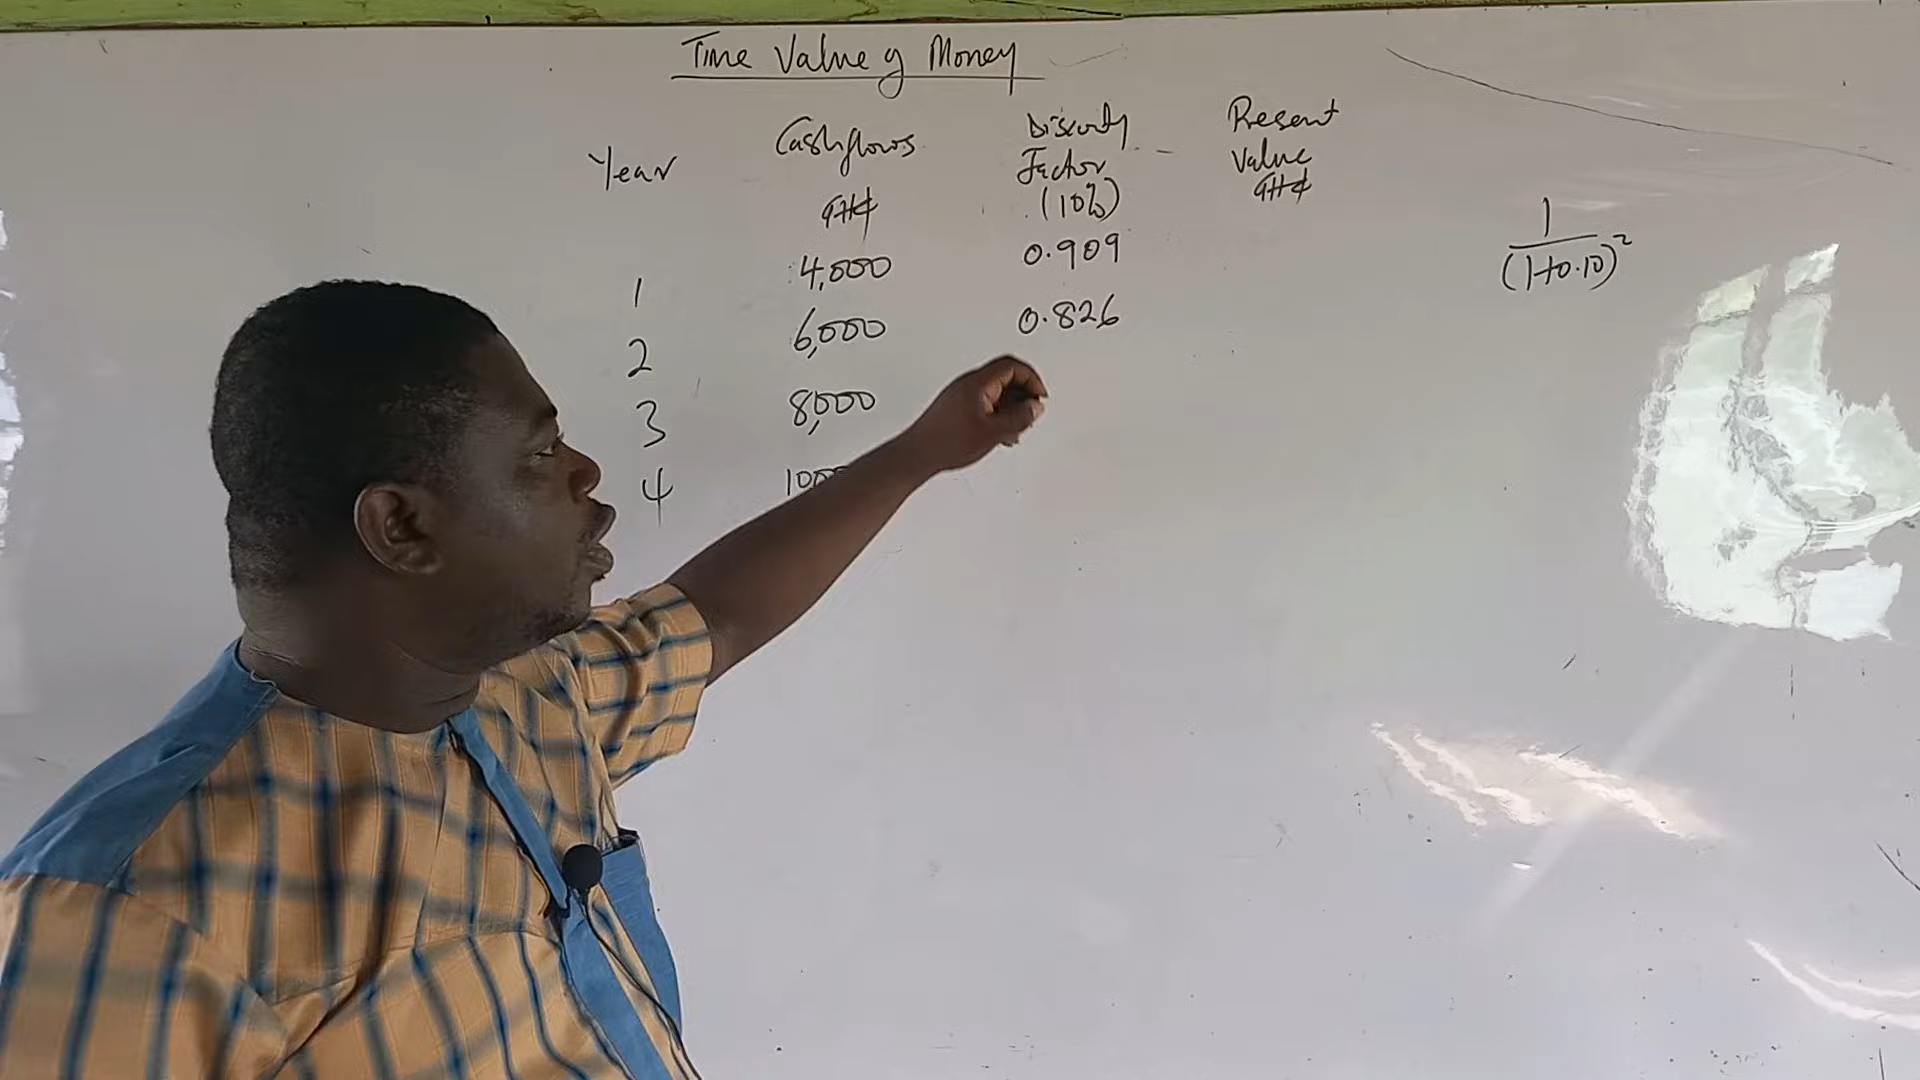 Time Value of Money
Year Cashflows Discounting Factor Present Value
GH¢ (10%) GH¢
1 4,000 0.909
2 6,000 0.826
3 8,000
4
1
(1+0.10)²